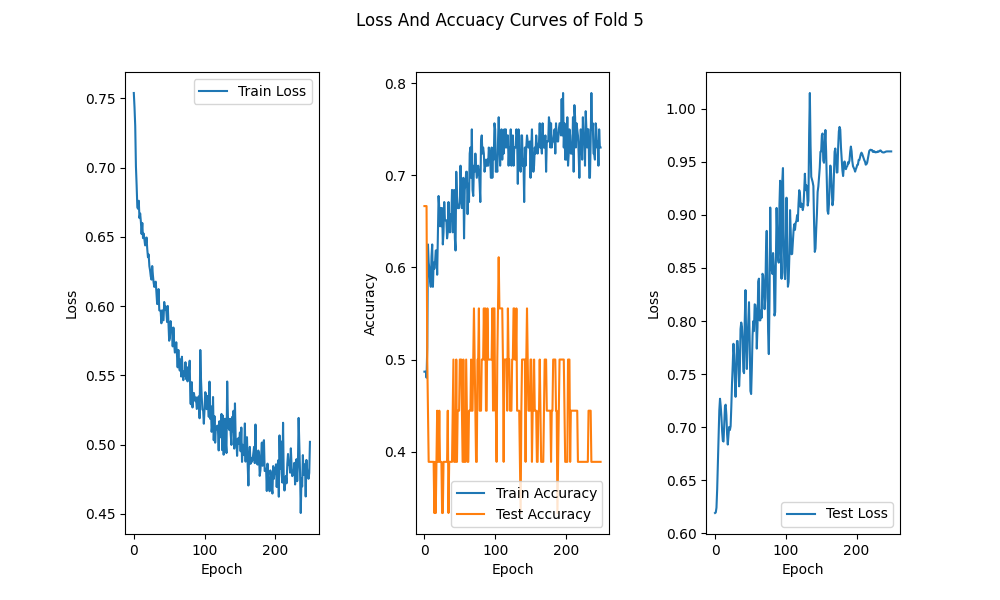 Loss And Accuacy Curves of Fold 5
Train Loss
0.75
0.70
0.65
0.60
0.55
0.50
0.45
Loss
0
100
200
Epoch
0.8
0.7
0.6
0.5
0.4
Accuracy
Train Accuracy
Test Accuracy
0
100
200
Epoch
1.00
0.95
0.90
0.85
0.80
0.75
0.70
0.65
0.60
Loss
Test Loss
0
100
200
Epoch